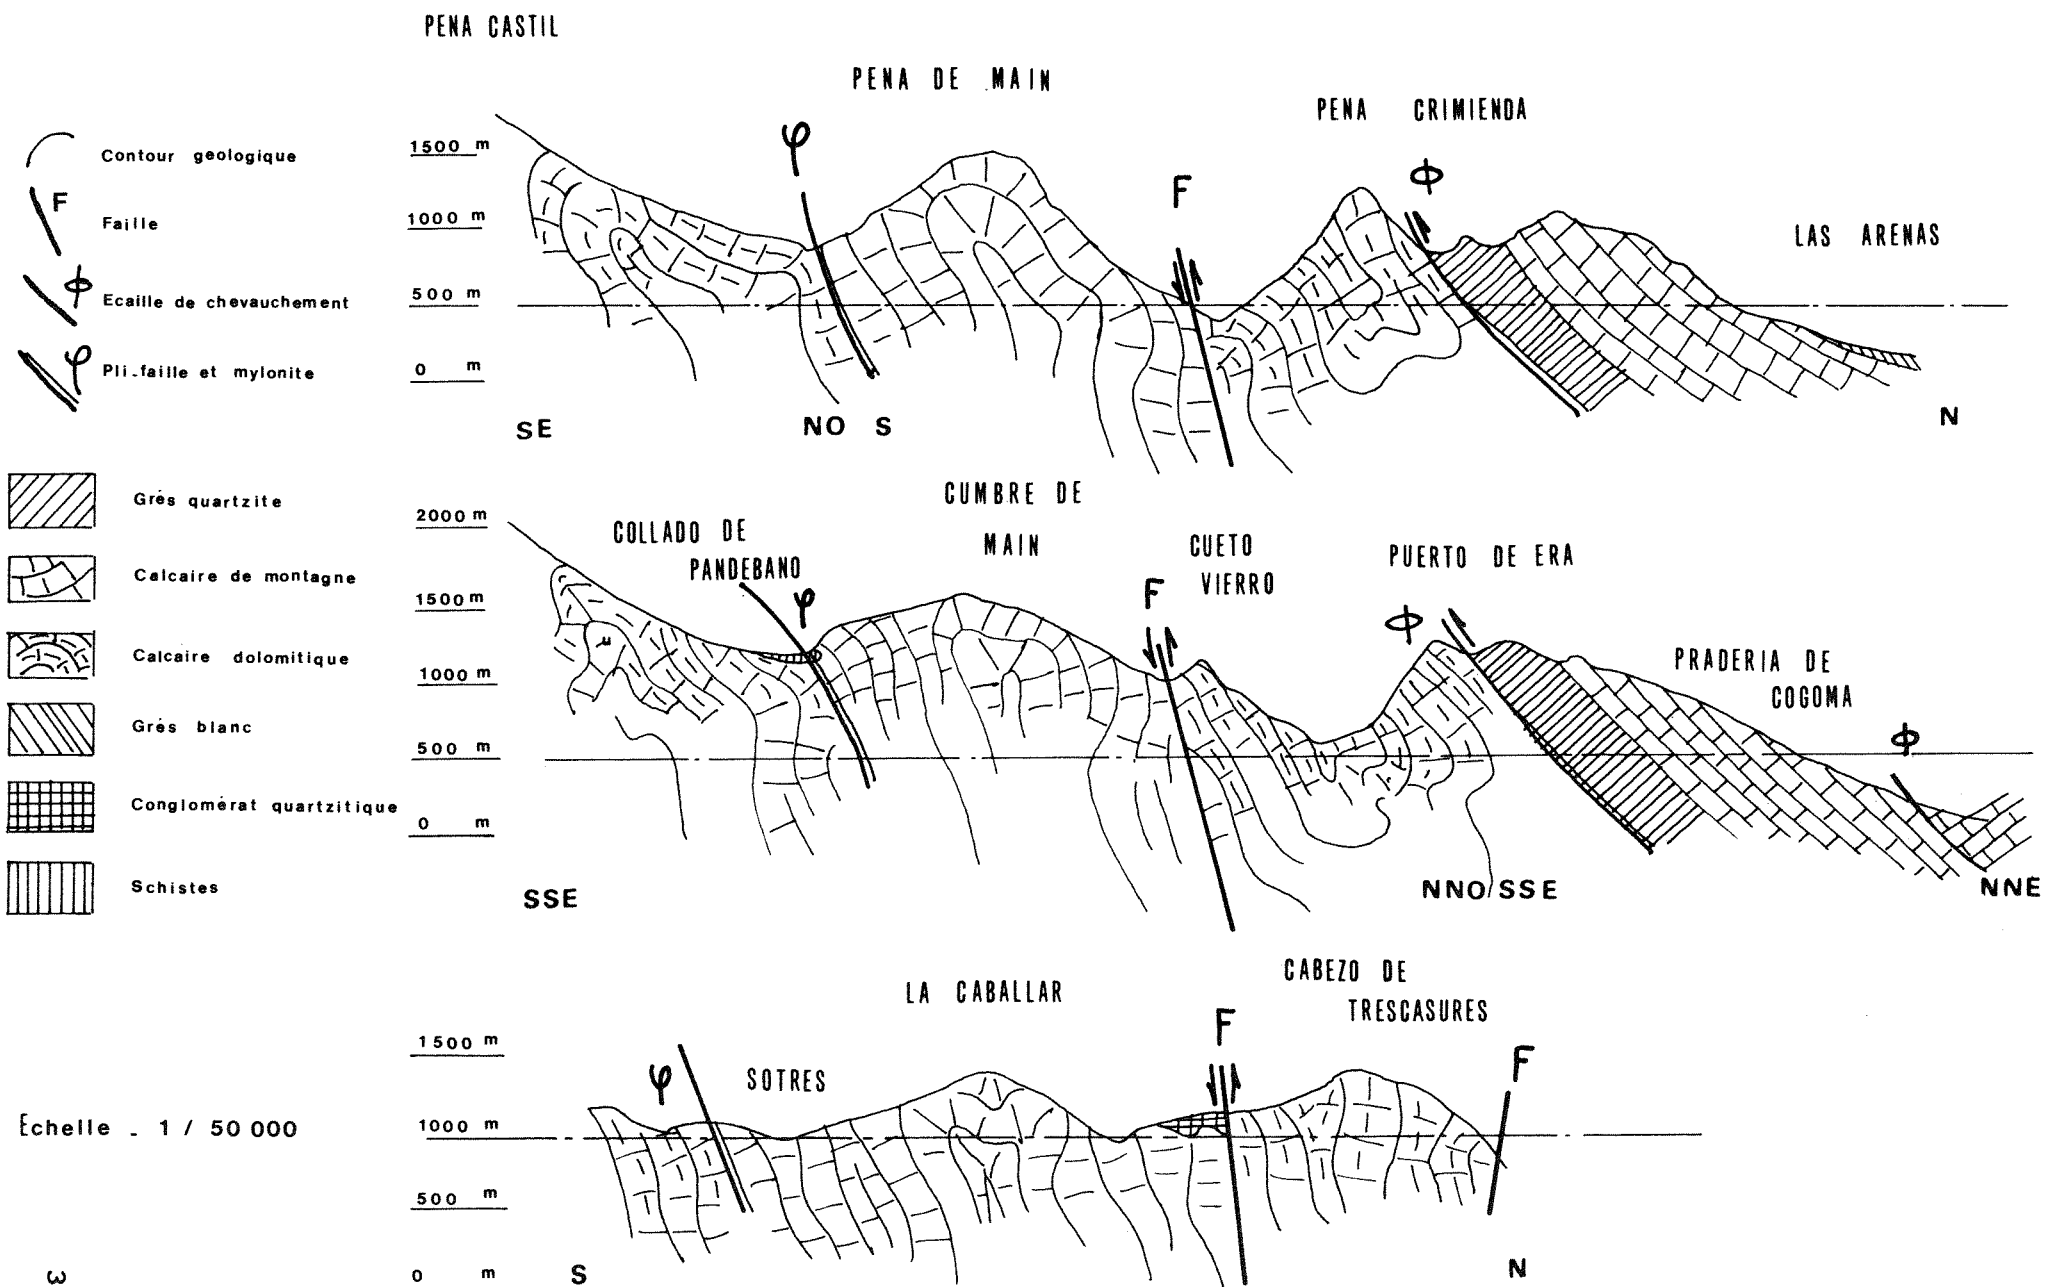 PENA CASTIL
PENA DE MAIN
PENA CRIMIENDA
LAS ARENAS
φ
F
Φ
1500 m
1000 m
500 m
0 m
SE
NO S
N
Contour geologique
F
Faille
Φ
Ecaille de chevauchement
φ
Pli-faille et mylonite
Grés quartzite
Calcaire de montagne
Calcaire dolomitique
Grés blanc
Conglomérat quartzitique
Schistes
COLLADO DE
PANDEBANO
CUMBRE DE
MAIN
CUETO
VIERRO
PUERTO DE ERA
PRADERIA DE
COGOMA
φ
F
Φ
Φ
2000 m
1500 m
1000 m
500 m
0 m
SSE
NNO/SSE
NNE
LA CABALLAR
CABEZO DE
TRESCASURES
φ
SOTRES
F
F
1500 m
1000 m
500 m
0 m
S
N
Echelle - 1 / 50 000
3